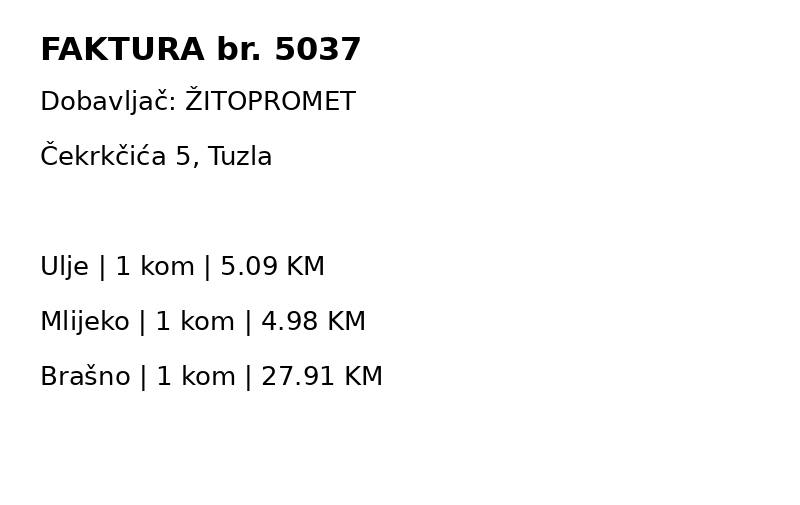 FAKTURA br. 5037
Dobavljač: ŽITOPROMET
Čekrkčića 5, Tuzla
Ulje | 1 kom | 5.09 KM
Mlijeko | 1 kom | 4.98 KM
Brašno | 1 kom | 27.91 KM